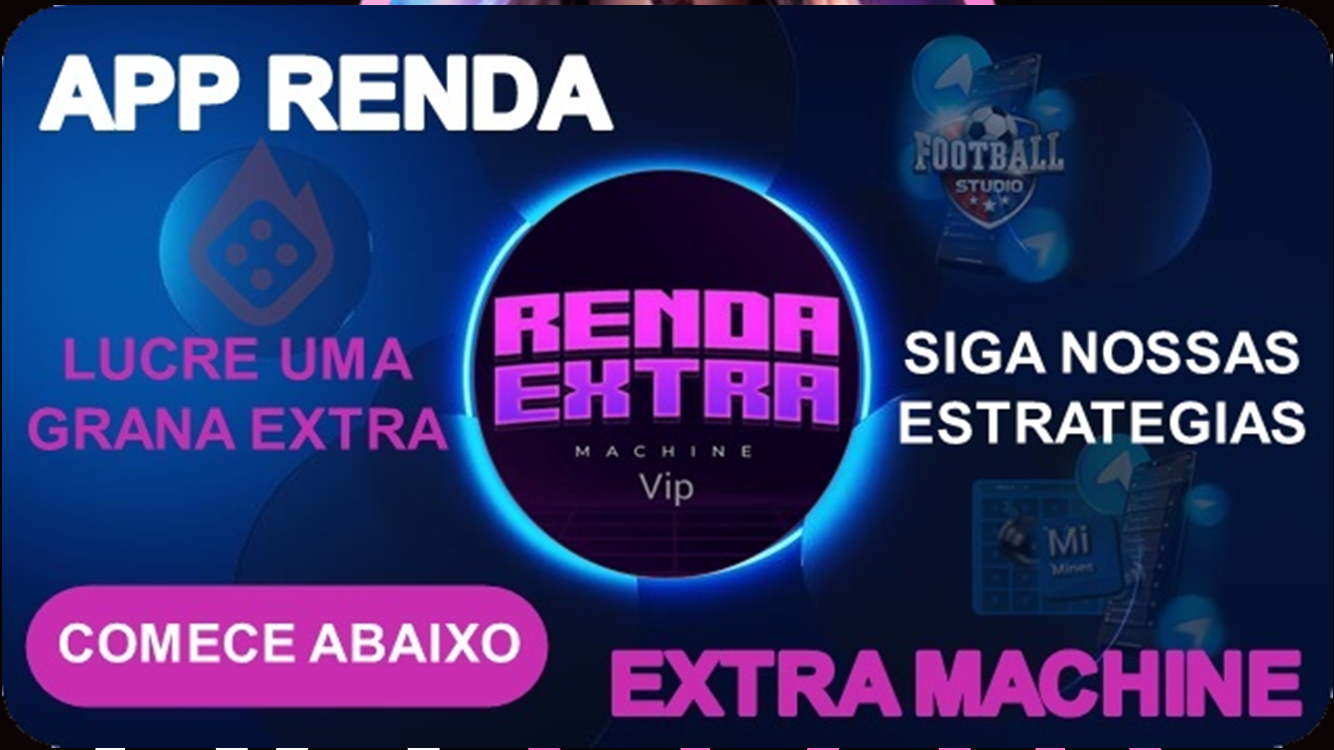 APP RENDA
FOOTBALL
STUDIO
RENDA
EXTRA
MACHINE
Vip
LUCRE UMA
GRANA EXTRA
SIGA NOSSAS
ESTRATEGIAS
Mi
Mines
COMECE ABAIXO
EXTRA MACHINE